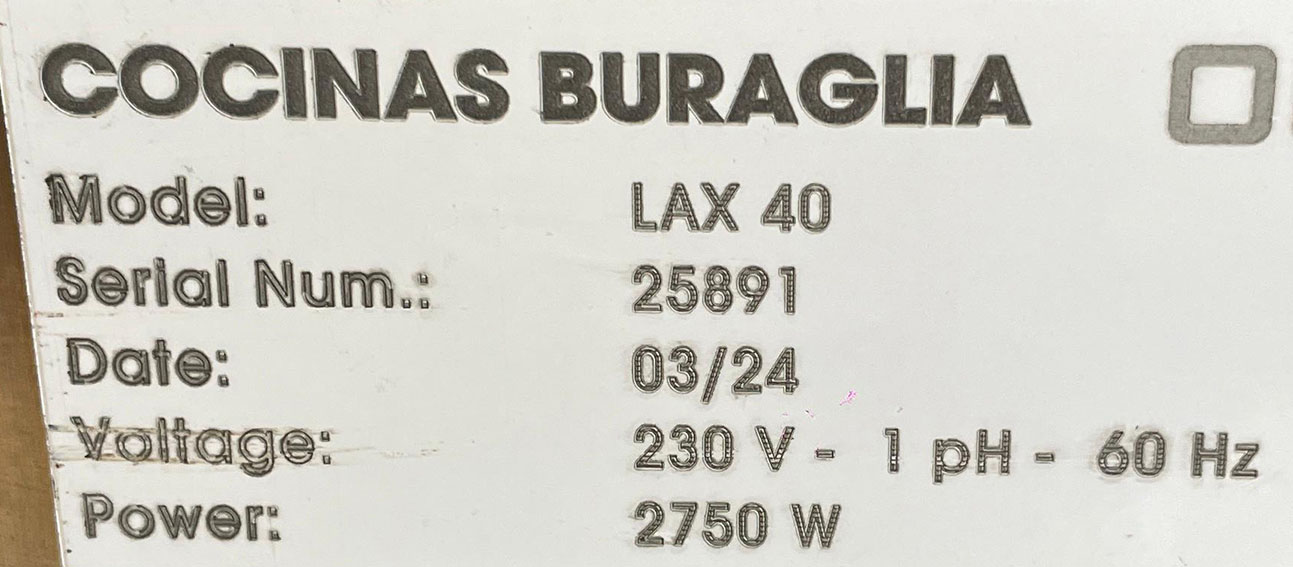 COCINAS BURAGLIA
Model: LAX 40
Serial Num.: 25891
Date: 03/24
Voltage: 230 V - 1 pH - 60 Hz
Power: 2750 W